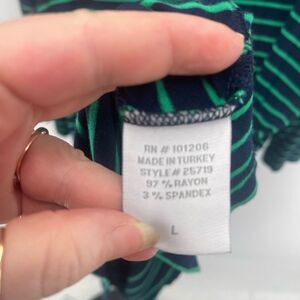 RN # 101206
MADE IN TURKEY
STYLE# 25719
97 % RAYON
3 % SPANDEX
L